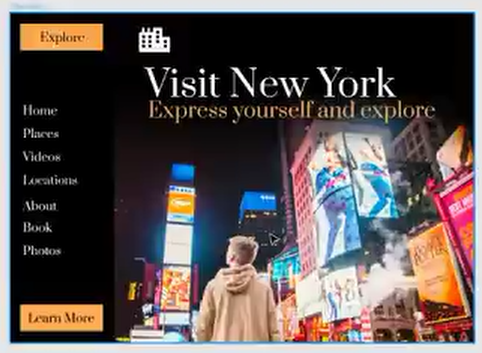 Explore
Visit New York
Express yourself and explore
Home
Places
Videos
Locations
About
Book
Photos
Learn More